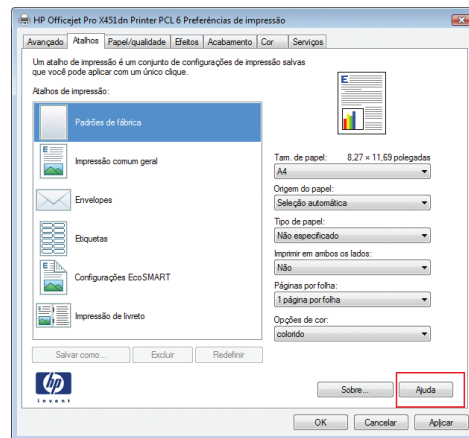 HP Officejet Pro X451dn Printer PCL 6 Preferências de impressão
Avançado Atalhos Papel/qualidade Efeitos Acabamento Cor Serviços
Um atalho de impressão é um conjunto de configurações de impressão salvas
que você pode aplicar com um único clique.
Atalhos de impressão:
Padrões de fábrica
Impressão comum geral
Envelopes
Etiquetas
Configurações EcoSMART
Impressão de livreto
Salvar como... Excluir Redefinir
E
Tam. de papel: 8,27 × 11,69 polegadas
A4
Origem do papel:
Seleção automática
Tipo de papel:
Não especificado
Imprimir em ambos os lados:
Não
Páginas por folha:
1 página por folha
Opções de cor:
colorido
hp
invent
Sobre... Ajuda
OK Cancelar Aplicar